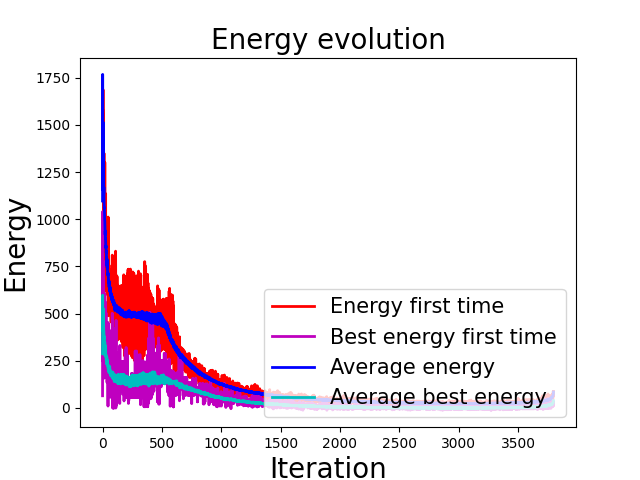 Energy evolution
1750
1500
1250
1000
750
500
250
0
Energy
Energy first time
Best energy first time
Average energy
Average best energy
0 500 1000 1500 2000 2500 3000 3500
Iteration